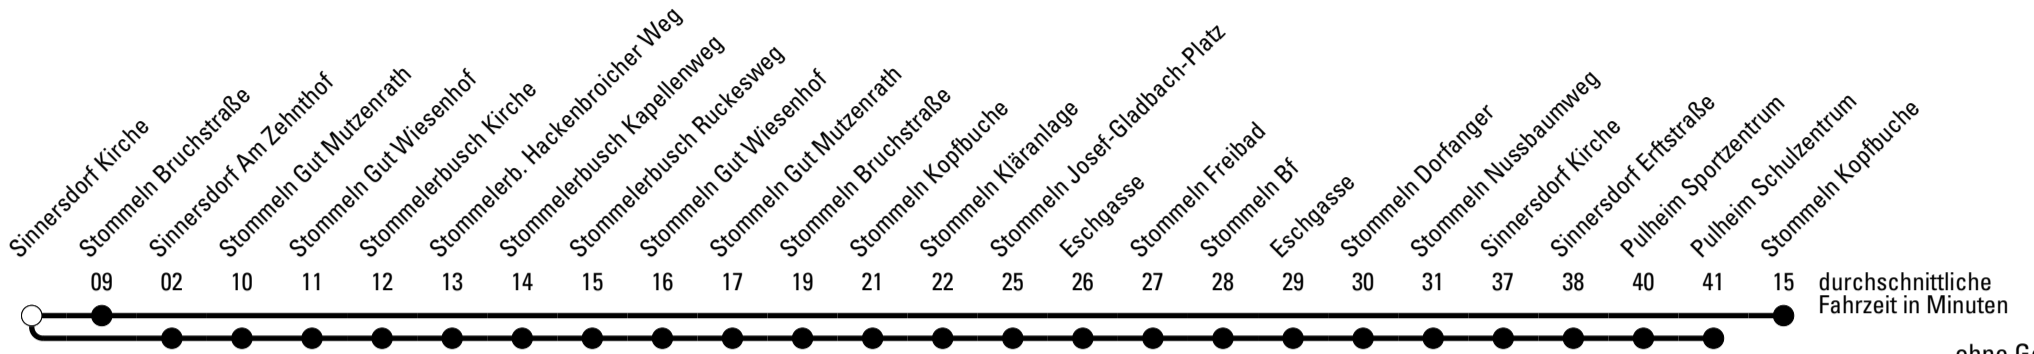 Sinnersdorf Kirche
Stommeln Bruchstraße
Sinnersdorf Am Zehnthof
Stommeln Gut Mutzenrath
Stommeln Gut Wiesenhof
Stommelerbusch Kirche
Stommelerb. Hackenbroicher Weg
Stommelerbusch Kapellenweg
Stommelerbusch Ruckesweg
Stommeln Gut Wiesenhof
Stommeln Gut Mutzenrath
Stommeln Bruchstraße
Stommeln Kopfbuche
Stommeln Kläranlage
Stommeln Josef-Gladbach-Platz
Eschgasse
Stommeln Freibad
Stommeln Bf
Eschgasse
Stommeln Dorfanger
Stommeln Nussbaumweg
Sinnersdorf Kirche
Sinnersdorf Erftstraße
Pulheim Sportzentrum
Pulheim Schulzentrum
Stommeln Kopfbuche
09 02 10 11 12 13 14 15 16 17 19 21 22 25 26 27 28 29 30 31 37 38 40 41 15 durchschnittliche
Fahrzeit in Minuten
ohne